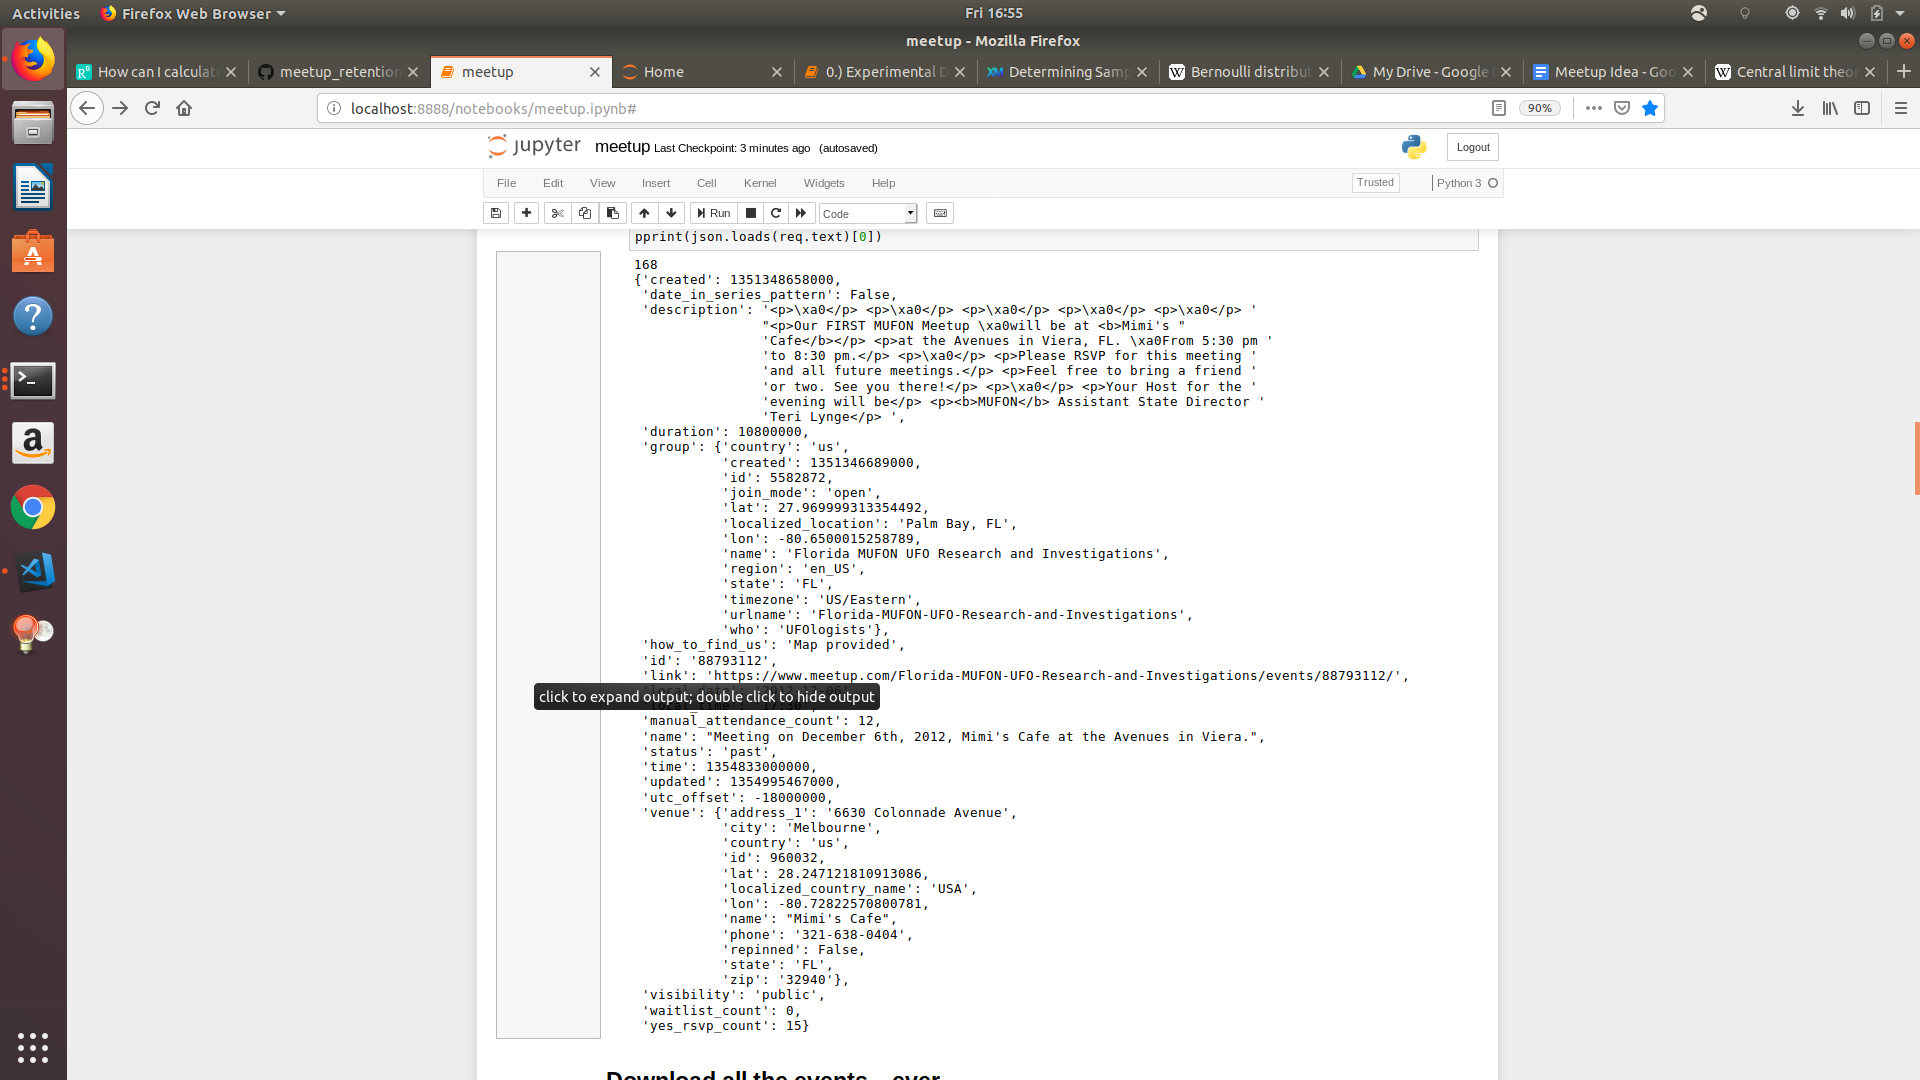 Activities Firefox Web Browser Fri 16:55
meetup - Mozilla Firefox
How can I calculat meetup_retention meetup Home 0.) Experimental D Determining Samp Bernoulli distribut My Drive - Google Meetup Idea - Goo Central limit theor
localhost:8888/notebooks/meetup.ipynb# 90%
jupyter meetup Last Checkpoint: 3 minutes ago (autosaved) Logout
File Edit View Insert Cell Kernel Widgets Help Trusted Python 3
Run Code
pprint(json.loads(req.text)[0])
168
{'created': 1351348658000,
'date_in_series_pattern': False,
'description': '<p>\xa0</p> <p>\xa0</p> <p>\xa0</p> <p>\xa0</p> <p>\xa0</p> '
"<p>Our FIRST MUFON Meetup \xa0will be at <b>Mimi's "
'Cafe</b></p> <p>at the Avenues in Viera, FL. \xa0From 5:30 pm '
'to 8:30 pm.</p> <p>\xa0</p> <p>Please RSVP for this meeting '
'and all future meetings.</p> <p>Feel free to bring a friend '
'or two. See you there!</p> <p>\xa0</p> <p>Your Host for the '
'evening will be</p> <p><b>MUFON</b> Assistant State Director '
'Teri Lynge</p> ',
'duration': 10800000,
'group': {'country': 'us',
'created': 1351346689000,
'id': 5582872,
'join_mode': 'open',
'lat': 27.969999313354492,
'localized_location': 'Palm Bay, FL',
'lon': -80.6500015258789,
'name': 'Florida MUFON UFO Research and Investigations',
'region': 'en_US',
'state': 'FL',
'timezone': 'US/Eastern',
'urlname': 'Florida-MUFON-UFO-Research-and-Investigations',
'who': 'UFOlogists'},
'how_to_find_us': 'Map provided',
'id': '88793112',
'link': 'https://www.meetup.com/Florida-MUFON-UFO-Research-and-Investigations/events/88793112/',
click to expand output; double click to hide output
'manual_attendance_count': 12,
'name': "Meeting on December 6th, 2012, Mimi's Cafe at the Avenues in Viera.",
'status': 'past',
'time': 1354833000000,
'updated': 1354995467000,
'utc_offset': -18000000,
'venue': {'address_1': '6630 Colonnade Avenue',
'city': 'Melbourne',
'country': 'us',
'id': 960032,
'lat': 28.247121810913086,
'localized_country_name': 'USA',
'lon': -80.72822570800781,
'name': "Mimi's Cafe",
'phone': '321-638-0404',
'repinned': False,
'state': 'FL',
'zip': '32940'},
'visibility': 'public',
'waitlist_count': 0,
'yes_rsvp_count': 15}
Download all the events... ever